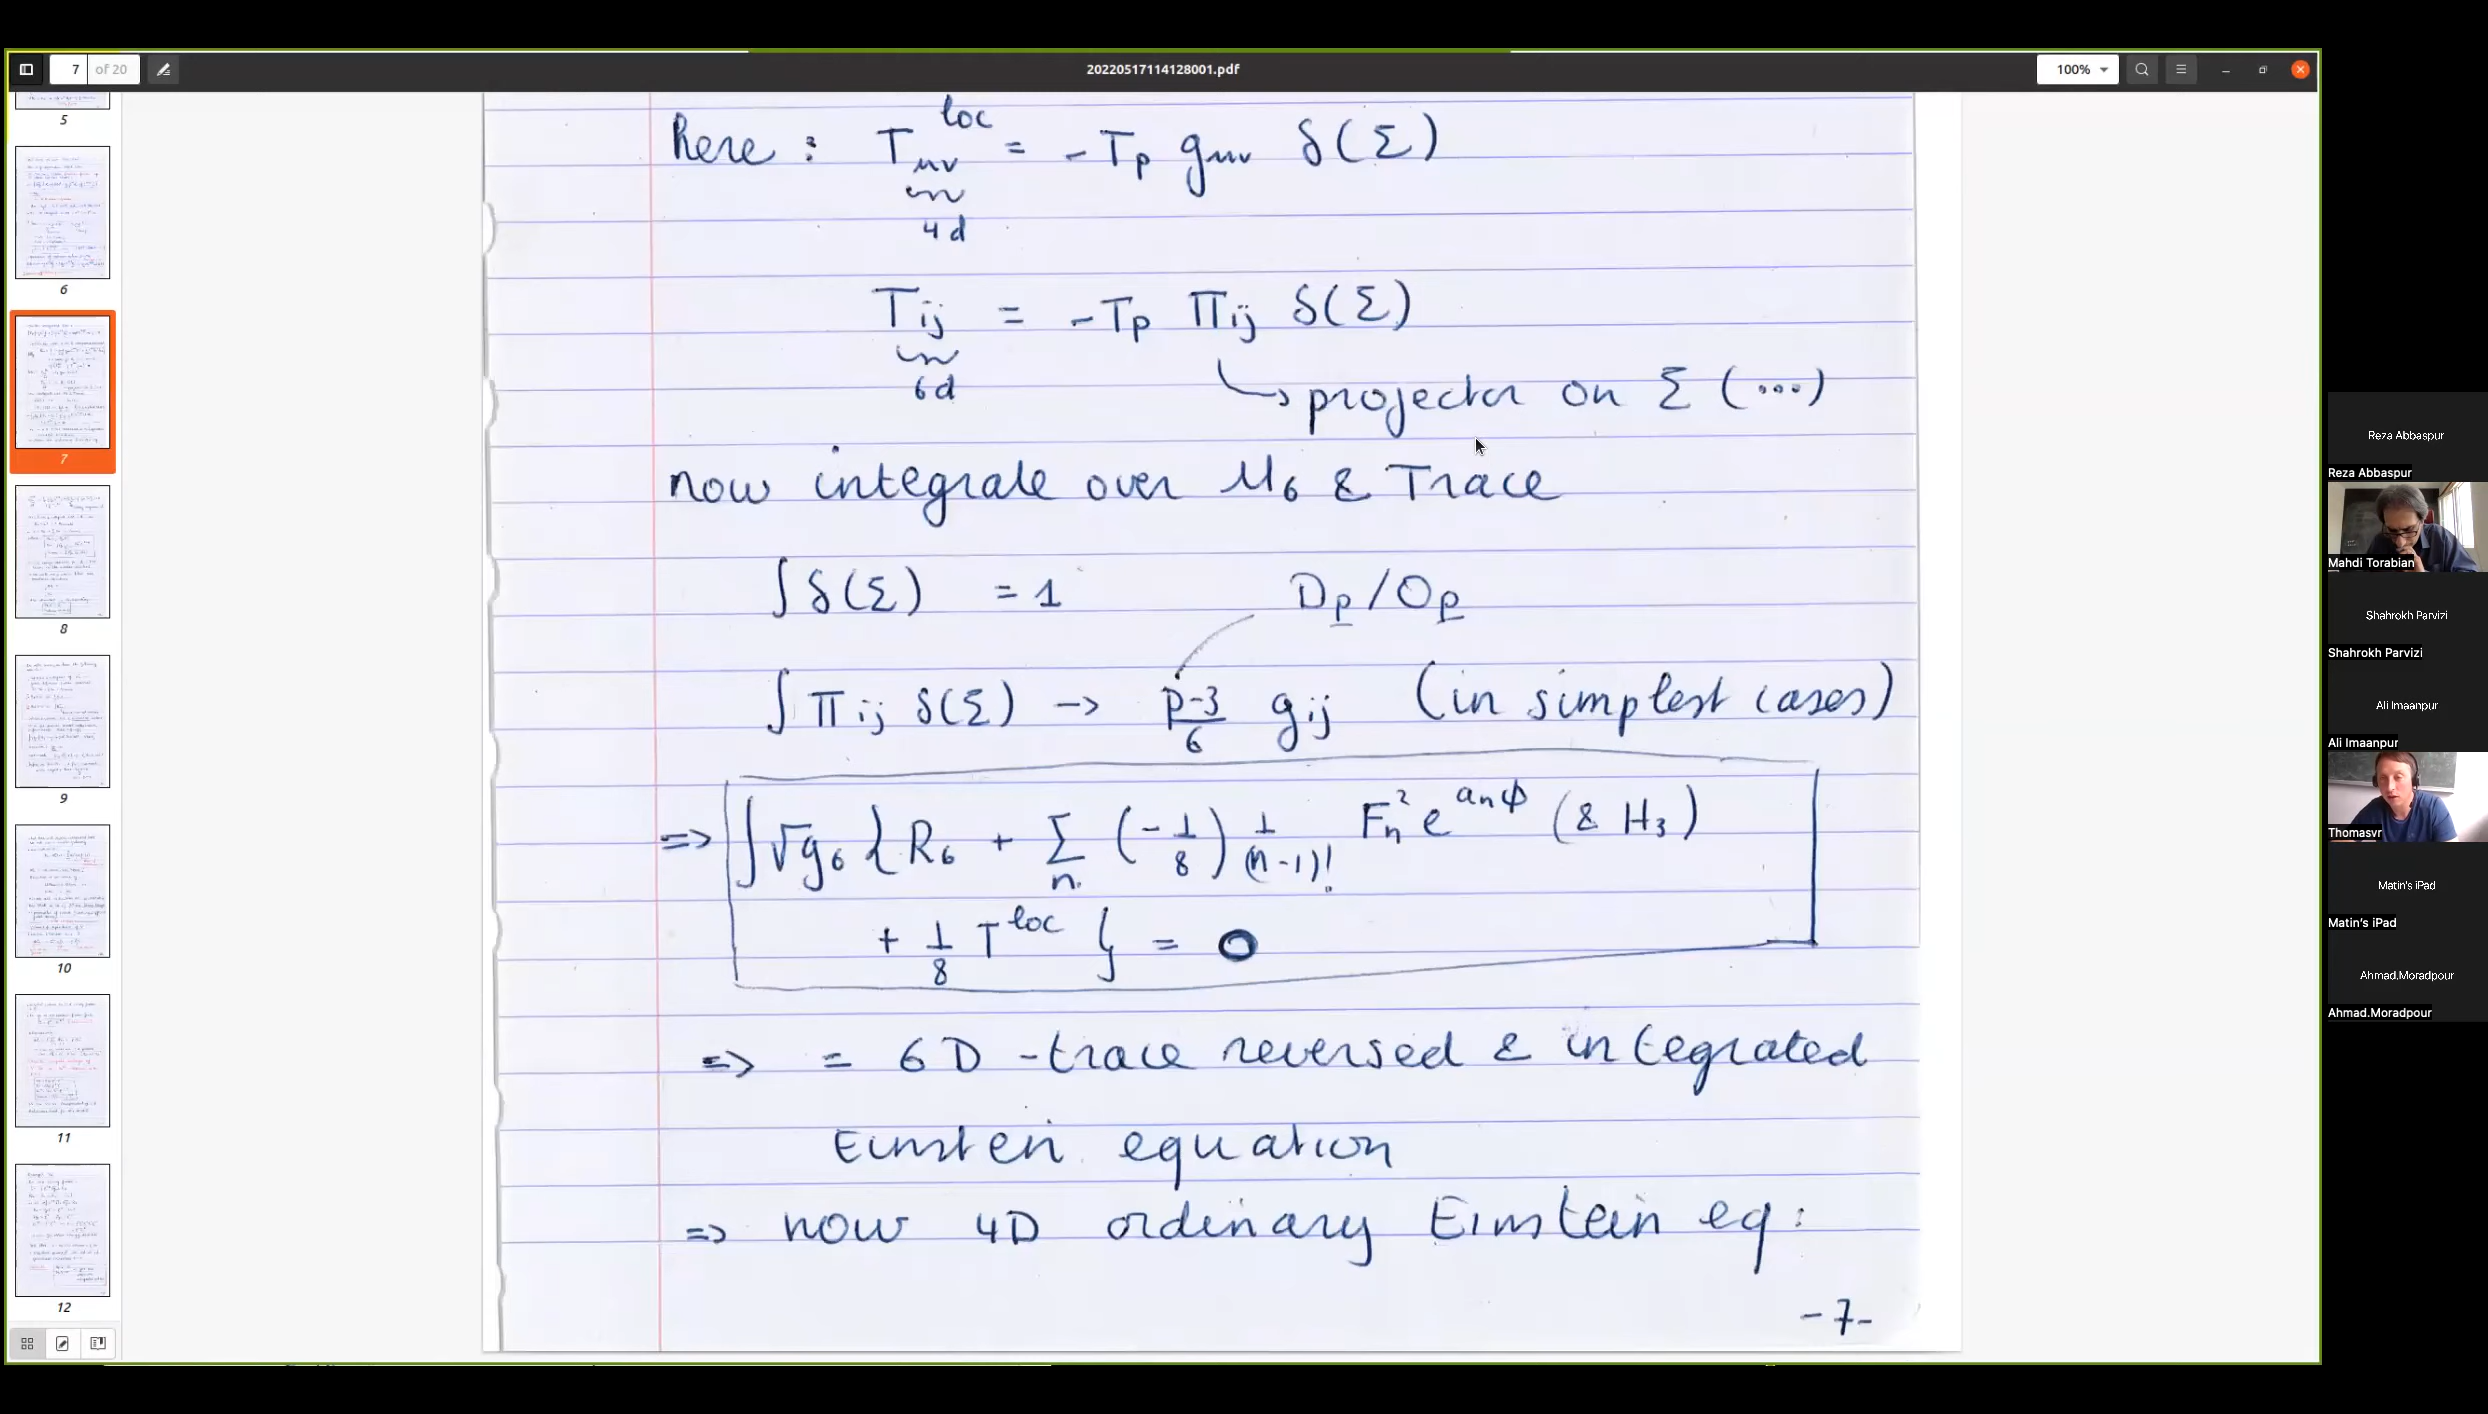 7 of 20
20220517114128001.pdf
100%
5
6
7
8
9
10
11
12
Here : T_μν^loc = -T_p g_μν δ(Σ)
4d
T_ij = -T_p Π_ij δ(Σ)
6d
projector on Σ (...)
now integrate over M_6 & Trace
∫ δ(Σ) = 1 D_p/O_p
∫ Π_ij δ(Σ) -> (p-3)/6 g_ij (in simplest cases)
=> ∫ √g_6 { R_6 + Σ_n (-1/8) 1/(n-1)! F_n^2 e^{a_n φ} (& H_3)
+ 1/8 T^loc } = 0
=> = 6D -trace reversed & integrated
Einstein equation
=> now 4D ordinary Einstein eq :
- 7 -
Reza Abbaspur
Reza Abbaspur
Mahdi Torabian
Shahrokh Parvizi
Shahrokh Parvizi
Ali Imaanpur
Ali Imaanpur
Thomasvr
Matin's iPad
Matin's iPad
Ahmad.Moradpour
Ahmad.Moradpour